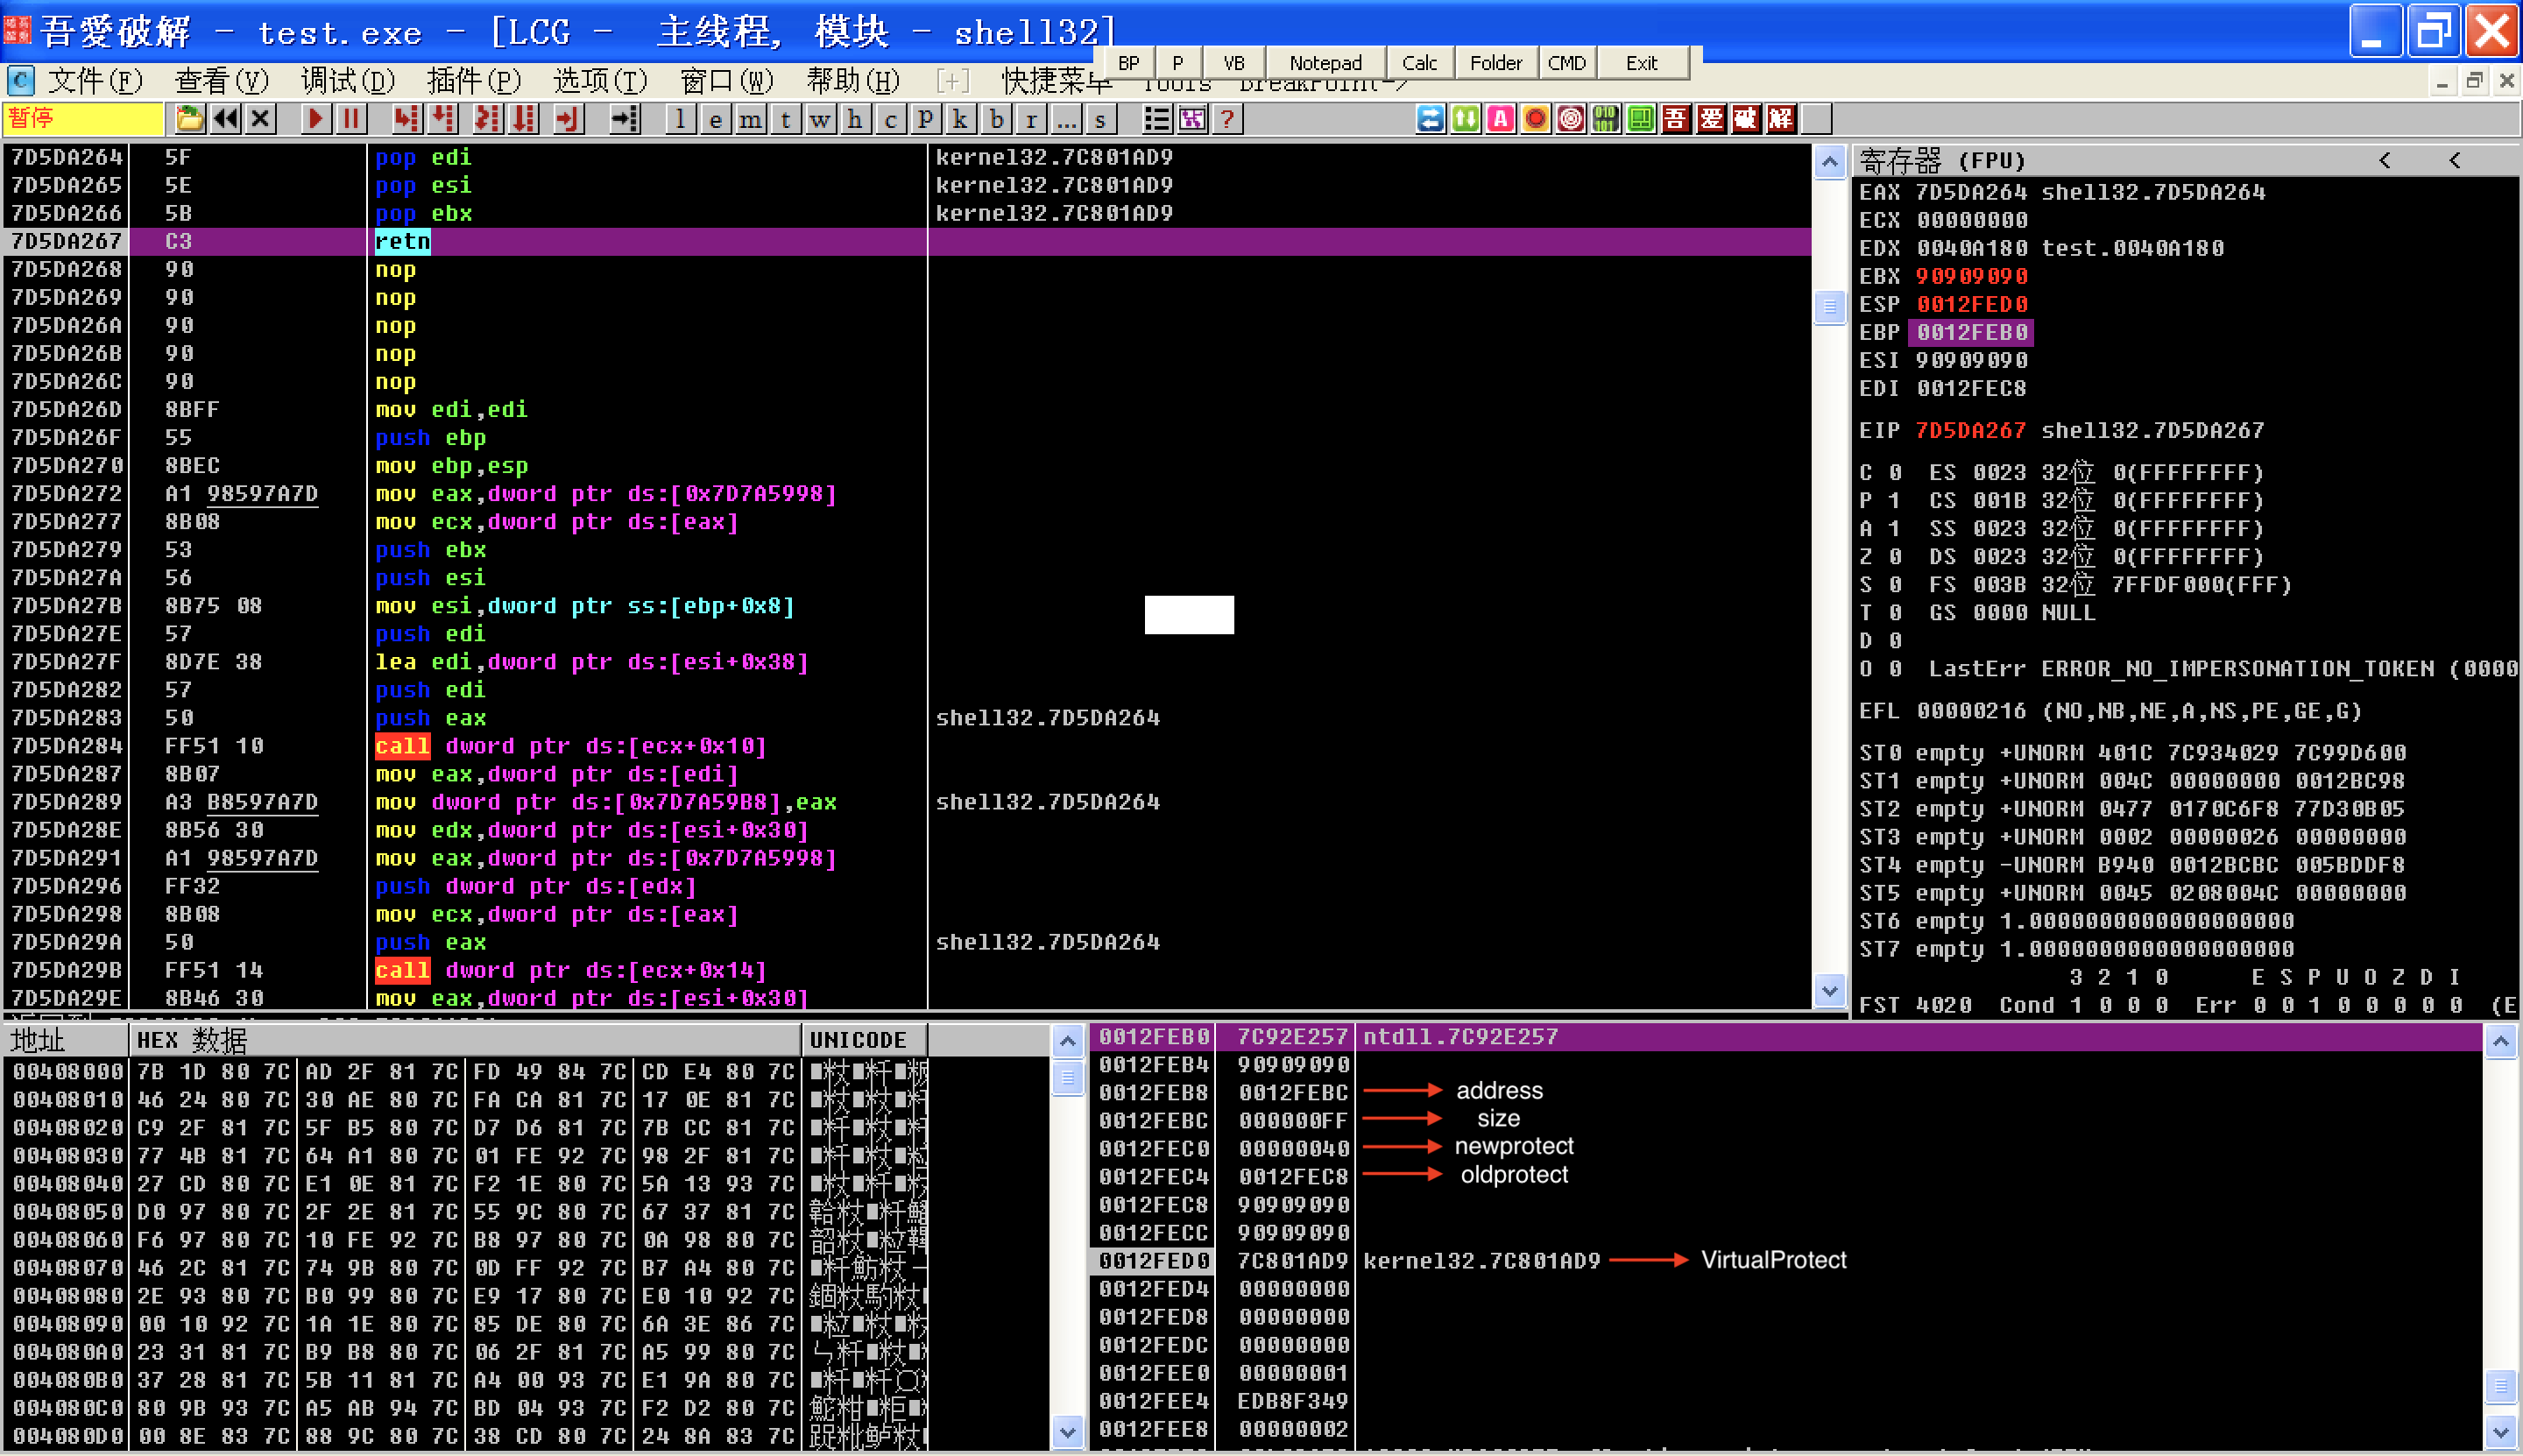 吾愛破解 - test.exe - [LCG - 主线程, 模块 - shell32]
BP P VB Notepad Calc Folder CMD Exit
文件(F) 查看(V) 调试(D) 插件(P) 选项(T) 窗口(W) 帮助(H) [+] 快捷菜单 Tools BreakPoint->
暂停 l e m t w h c p k b r ... s ? 吾 爱 破 解
7D5DA264 5F pop edi kernel32.7C801AD9
7D5DA265 5E pop esi kernel32.7C801AD9
7D5DA266 5B pop ebx kernel32.7C801AD9
7D5DA267 C3 retn
7D5DA268 90 nop
7D5DA269 90 nop
7D5DA26A 90 nop
7D5DA26B 90 nop
7D5DA26C 90 nop
7D5DA26D 8BFF mov edi,edi
7D5DA26F 55 push ebp
7D5DA270 8BEC mov ebp,esp
7D5DA272 A1 98597A7D mov eax,dword ptr ds:[0x7D7A5998]
7D5DA277 8B08 mov ecx,dword ptr ds:[eax]
7D5DA279 53 push ebx
7D5DA27A 56 push esi
7D5DA27B 8B75 08 mov esi,dword ptr ss:[ebp+0x8]
7D5DA27E 57 push edi
7D5DA27F 8D7E 38 lea edi,dword ptr ds:[esi+0x38]
7D5DA282 57 push edi
7D5DA283 50 push eax shell32.7D5DA264
7D5DA284 FF51 10 call dword ptr ds:[ecx+0x10]
7D5DA287 8B07 mov eax,dword ptr ds:[edi]
7D5DA289 A3 B8597A7D mov dword ptr ds:[0x7D7A59B8],eax shell32.7D5DA264
7D5DA28E 8B56 30 mov edx,dword ptr ds:[esi+0x30]
7D5DA291 A1 98597A7D mov eax,dword ptr ds:[0x7D7A5998]
7D5DA296 FF32 push dword ptr ds:[edx]
7D5DA298 8B08 mov ecx,dword ptr ds:[eax]
7D5DA29A 50 push eax shell32.7D5DA264
7D5DA29B FF51 14 call dword ptr ds:[ecx+0x14]
7D5DA29E 8B46 30 mov eax,dword ptr ds:[esi+0x30]
寄存器 (FPU) < <
EAX 7D5DA264 shell32.7D5DA264
ECX 00000000
EDX 0040A180 test.0040A180
EBX 90909090
ESP 0012FED0
EBP 0012FEB0
ESI 90909090
EDI 0012FEC8
EIP 7D5DA267 shell32.7D5DA267
C 0 ES 0023 32位 0(FFFFFFFF)
P 1 CS 001B 32位 0(FFFFFFFF)
A 1 SS 0023 32位 0(FFFFFFFF)
Z 0 DS 0023 32位 0(FFFFFFFF)
S 0 FS 003B 32位 7FFDF000(FFF)
T 0 GS 0000 NULL
D 0
O 0 LastErr ERROR_NO_IMPERSONATION_TOKEN (0000
EFL 00000216 (NO,NB,NE,A,NS,PE,GE,G)
ST0 empty +UNORM 401C 7C934029 7C99D600
ST1 empty +UNORM 004C 00000000 0012BC98
ST2 empty +UNORM 0477 0170C6F8 77D30B05
ST3 empty +UNORM 0002 00000026 00000000
ST4 empty -UNORM B940 0012BCBC 005BDDF8
ST5 empty +UNORM 0045 0208004C 00000000
ST6 empty 1.0000000000000000000
ST7 empty 1.0000000000000000000
3 2 1 0 E S P U O Z D I
FST 4020 Cond 1 0 0 0 Err 0 0 1 0 0 0 0 0 (E
地址 HEX 数据 UNICODE
00408000 7B 1D 80 7C AD 2F 81 7C FD 49 84 7C CD E4 80 7C
00408010 46 24 80 7C 30 AE 80 7C FA CA 81 7C 17 0E 81 7C
00408020 C9 2F 81 7C 5F B5 80 7C D7 D6 81 7C 7B CC 81 7C
00408030 77 4B 81 7C 64 A1 80 7C 01 FE 92 7C 98 2F 81 7C
00408040 27 CD 80 7C E1 0E 81 7C F2 1E 80 7C 5A 13 93 7C
00408050 D0 97 80 7C 2F 2E 81 7C 55 9C 80 7C 67 37 81 7C
00408060 F6 97 80 7C 10 FE 92 7C B8 97 80 7C 0A 98 80 7C
00408070 46 2C 81 7C 74 9B 80 7C 0D FF 92 7C B7 A4 80 7C
00408080 2E 93 80 7C B0 99 80 7C E9 17 80 7C E0 10 92 7C
00408090 00 10 92 7C 1A 1E 80 7C 85 DE 80 7C 6A 3E 86 7C
004080A0 23 31 81 7C B9 B8 80 7C 06 2F 81 7C A5 99 80 7C
004080B0 37 28 81 7C 5B 11 81 7C A4 00 93 7C E1 9A 80 7C
004080C0 80 9B 93 7C A5 AB 94 7C BD 04 93 7C F2 D2 80 7C
004080D0 00 8E 83 7C 88 9C 80 7C 38 CD 80 7C 24 8A 83 7C
0012FEB0 7C92E257 ntdll.7C92E257
0012FEB4 90909090
0012FEB8 0012FEBC address
0012FEBC 000000FF size
0012FEC0 00000040 newprotect
0012FEC4 0012FEC8 oldprotect
0012FEC8 90909090
0012FECC 90909090
0012FED0 7C801AD9 kernel32.7C801AD9 VirtualProtect
0012FED4 00000000
0012FED8 00000000
0012FEDC 00000000
0012FEE0 00000001
0012FEE4 EDB8F349
0012FEE8 00000002